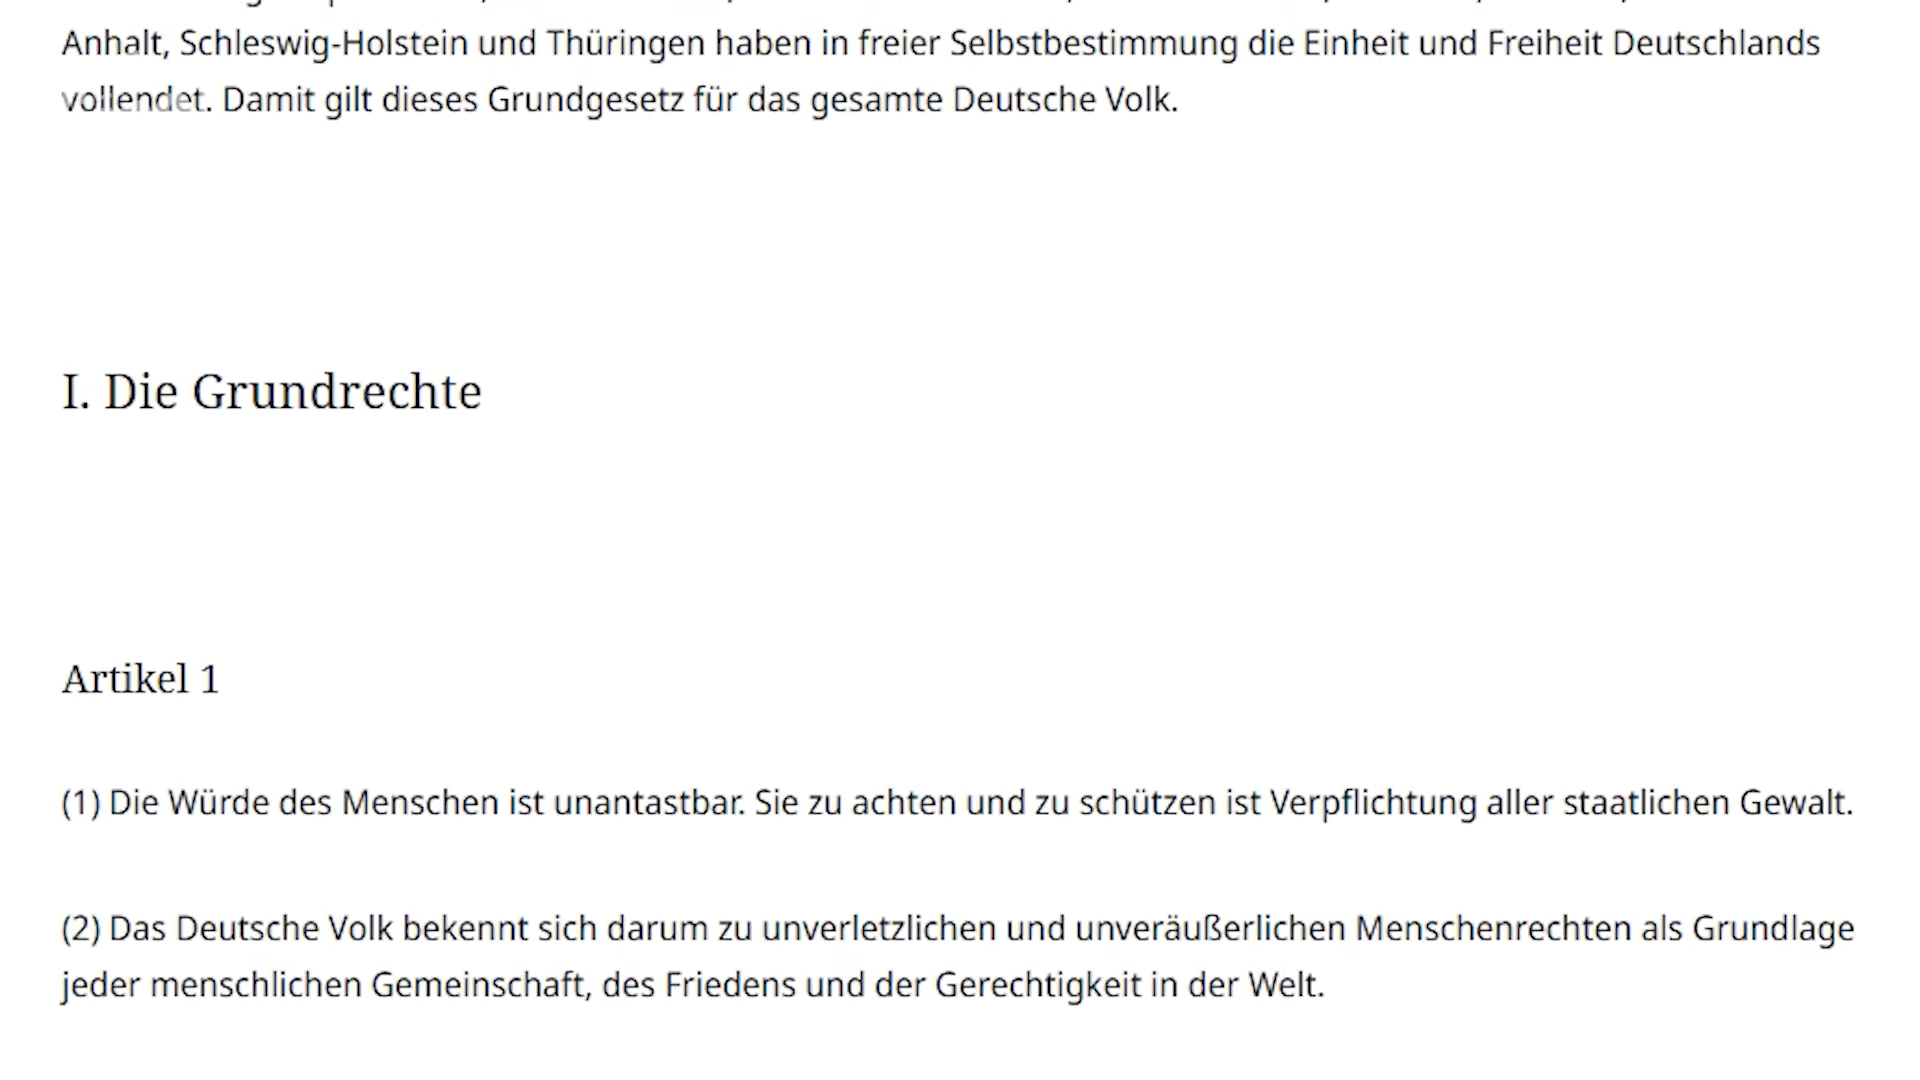 Anhalt, Schleswig-Holstein und Thüringen haben in freier Selbstbestimmung die Einheit und Freiheit Deutschlands
vollendet. Damit gilt dieses Grundgesetz für das gesamte Deutsche Volk.
I. Die Grundrechte
Artikel 1
(1) Die Würde des Menschen ist unantastbar. Sie zu achten und zu schützen ist Verpflichtung aller staatlichen Gewalt.
(2) Das Deutsche Volk bekennt sich darum zu unverletzlichen und unveräußerlichen Menschenrechten als Grundlage
jeder menschlichen Gemeinschaft, des Friedens und der Gerechtigkeit in der Welt.